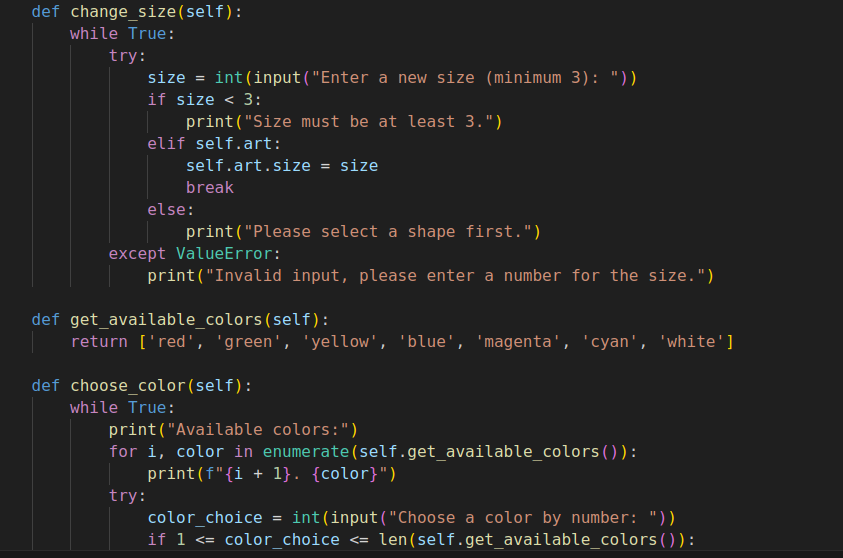 def change_size(self):
    while True:
        try:
            size = int(input("Enter a new size (minimum 3): "))
            if size < 3:
                print("Size must be at least 3.")
            elif self.art:
                self.art.size = size
                break
            else:
                print("Please select a shape first.")
        except ValueError:
            print("Invalid input, please enter a number for the size.")

def get_available_colors(self):
    return ['red', 'green', 'yellow', 'blue', 'magenta', 'cyan', 'white']

def choose_color(self):
    while True:
        print("Available colors:")
        for i, color in enumerate(self.get_available_colors()):
            print(f"{i + 1}. {color}")
        try:
            color_choice = int(input("Choose a color by number: "))
            if 1 <= color_choice <= len(self.get_available_colors()):